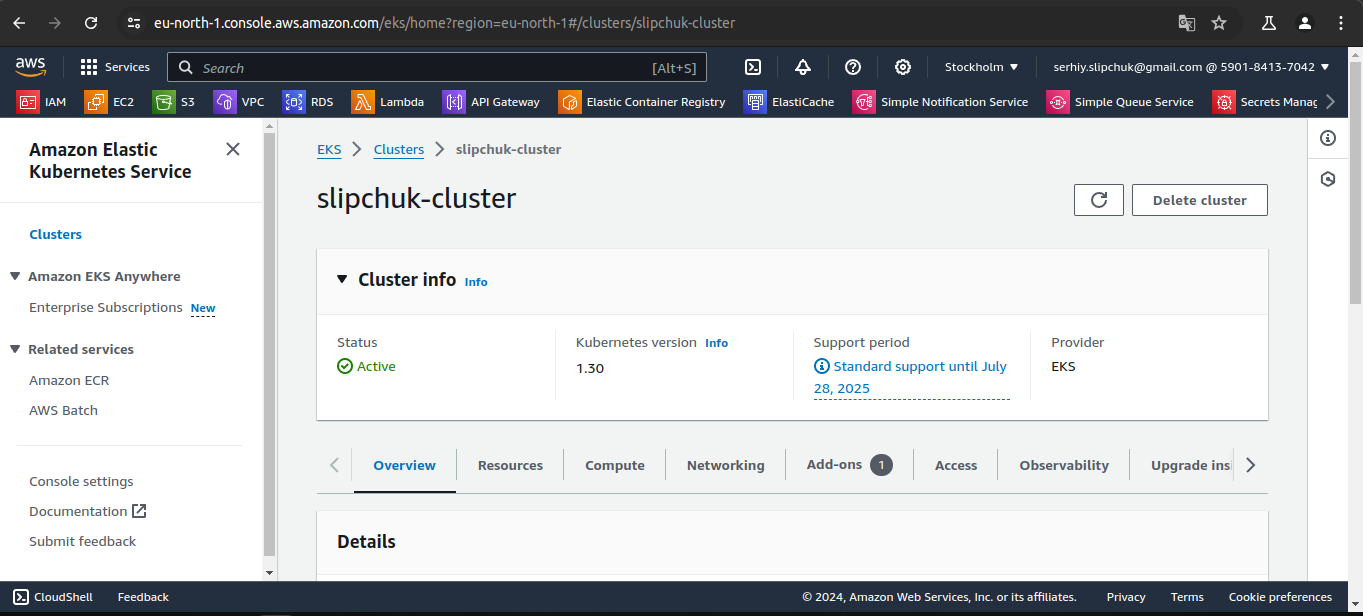 eu-north-1.console.aws.amazon.com/eks/home?region=eu-north-1#/clusters/slipchuk-cluster
aws
Services
Search
[Alt+S]
Stockholm
serhiy.slipchuk@gmail.com @ 5901-8413-7042
IAM
EC2
S3
VPC
RDS
Lambda
API Gateway
Elastic Container Registry
ElastiCache
Simple Notification Service
Simple Queue Service
Secrets Manag
Amazon Elastic
Kubernetes Service
Clusters
Amazon EKS Anywhere
Enterprise Subscriptions New
Related services
Amazon ECR
AWS Batch
Console settings
Documentation
Submit feedback
EKS
Clusters
slipchuk-cluster
slipchuk-cluster
Delete cluster
Cluster info Info
Status
Active
Kubernetes version Info
1.30
Support period
Standard support until July
28, 2025
Provider
EKS
Overview
Resources
Compute
Networking
Add-ons 1
Access
Observability
Upgrade insi
Details
CloudShell
Feedback
© 2024, Amazon Web Services, Inc. or its affiliates.
Privacy
Terms
Cookie preferences